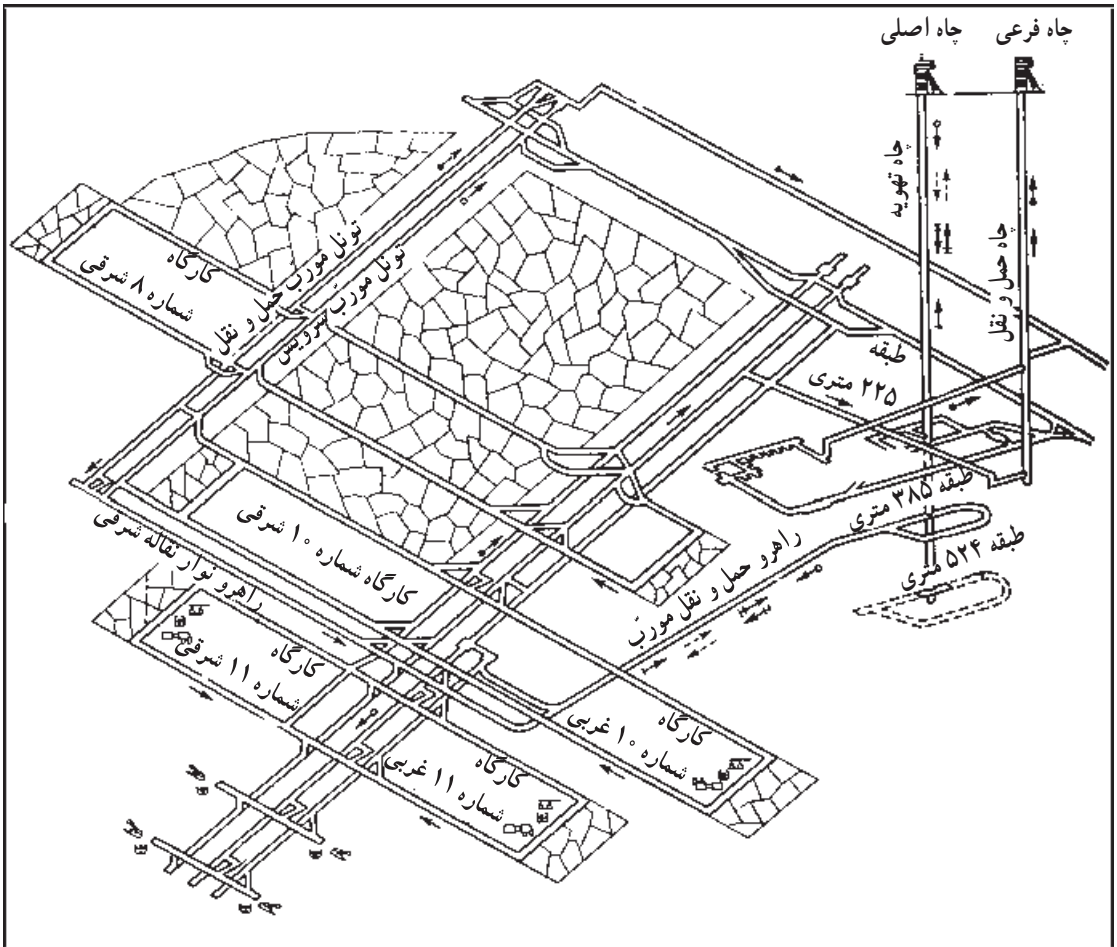 چاه فرعی
چاه اصلی
چاه تهویه
چاه حمل و نقل
تونل مورب حمل و نقل
تونل مورب سرویس
کارگاه
شماره ۸ شرقی
طبقه
۲۲۵ متری
طبقه ۳۸۵ متری
طبقه ۵۲۴ متری
راهرو حمل و نقل مورب
کارگاه شماره ۱۰ شرقی
راهرو نوار نقاله شرقی
کارگاه
شماره ۱۱ شرقی
کارگاه
شماره ۱۰ غربی
کارگاه
شماره ۱۱ غربی